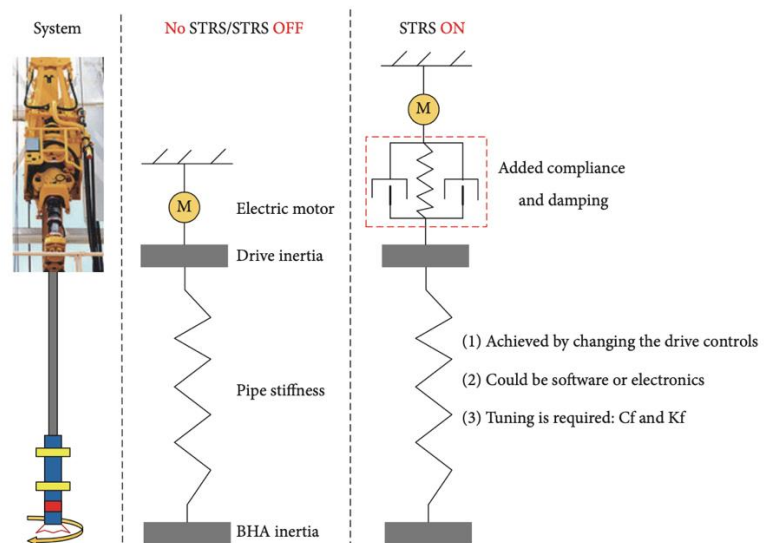 System
No STRS/STRS OFF
STRS ON
M
Electric motor
Drive inertia
Pipe stiffness
BHA inertia
M
Added compliance
and damping
(1) Achieved by changing the drive controls
(2) Could be software or electronics
(3) Tuning is required: Cf and Kf